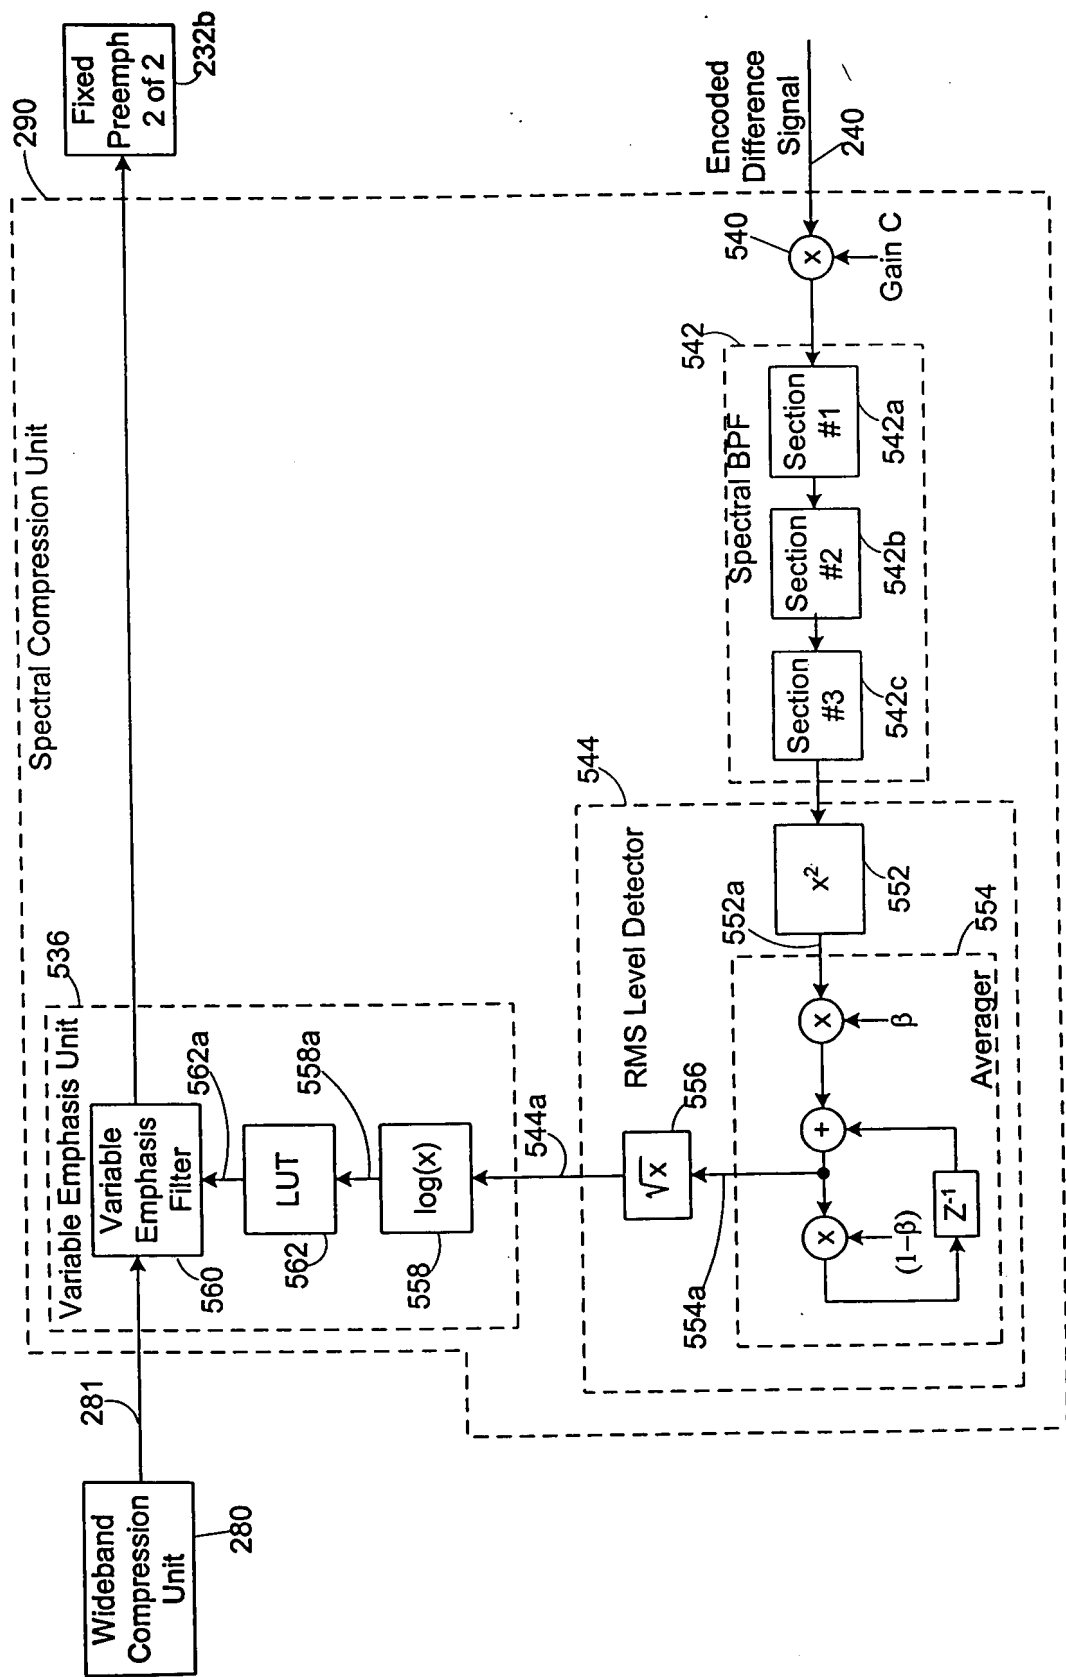 Spectral Compression Unit
290
Fixed
Preemph
2 of 2
232b
Variable Emphasis Unit
536
Variable
Emphasis
Filter
560
562a
LUT
562
558a
log(x)
558
544a
281
Wideband
Compression
Unit
280
RMS Level Detector
544
√x
556
554a
552a
x²
552
Averager
554
x
β
+
x
(1−β)
Z⁻¹
Spectral BPF
542
Section
#3
542c
Section
#2
542b
Section
#1
542a
x
540
Gain C
Encoded
Difference
Signal
240